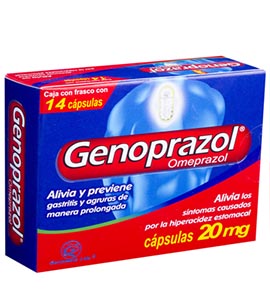 Caja con frasco con
14 cápsulas
Genoprazol®
Omeprazol
Alivia y previene
gastritis y agruras de
manera prolongada
Alivia los
síntomas causados
por la hiperacidez estomacal
cápsulas 20 mg